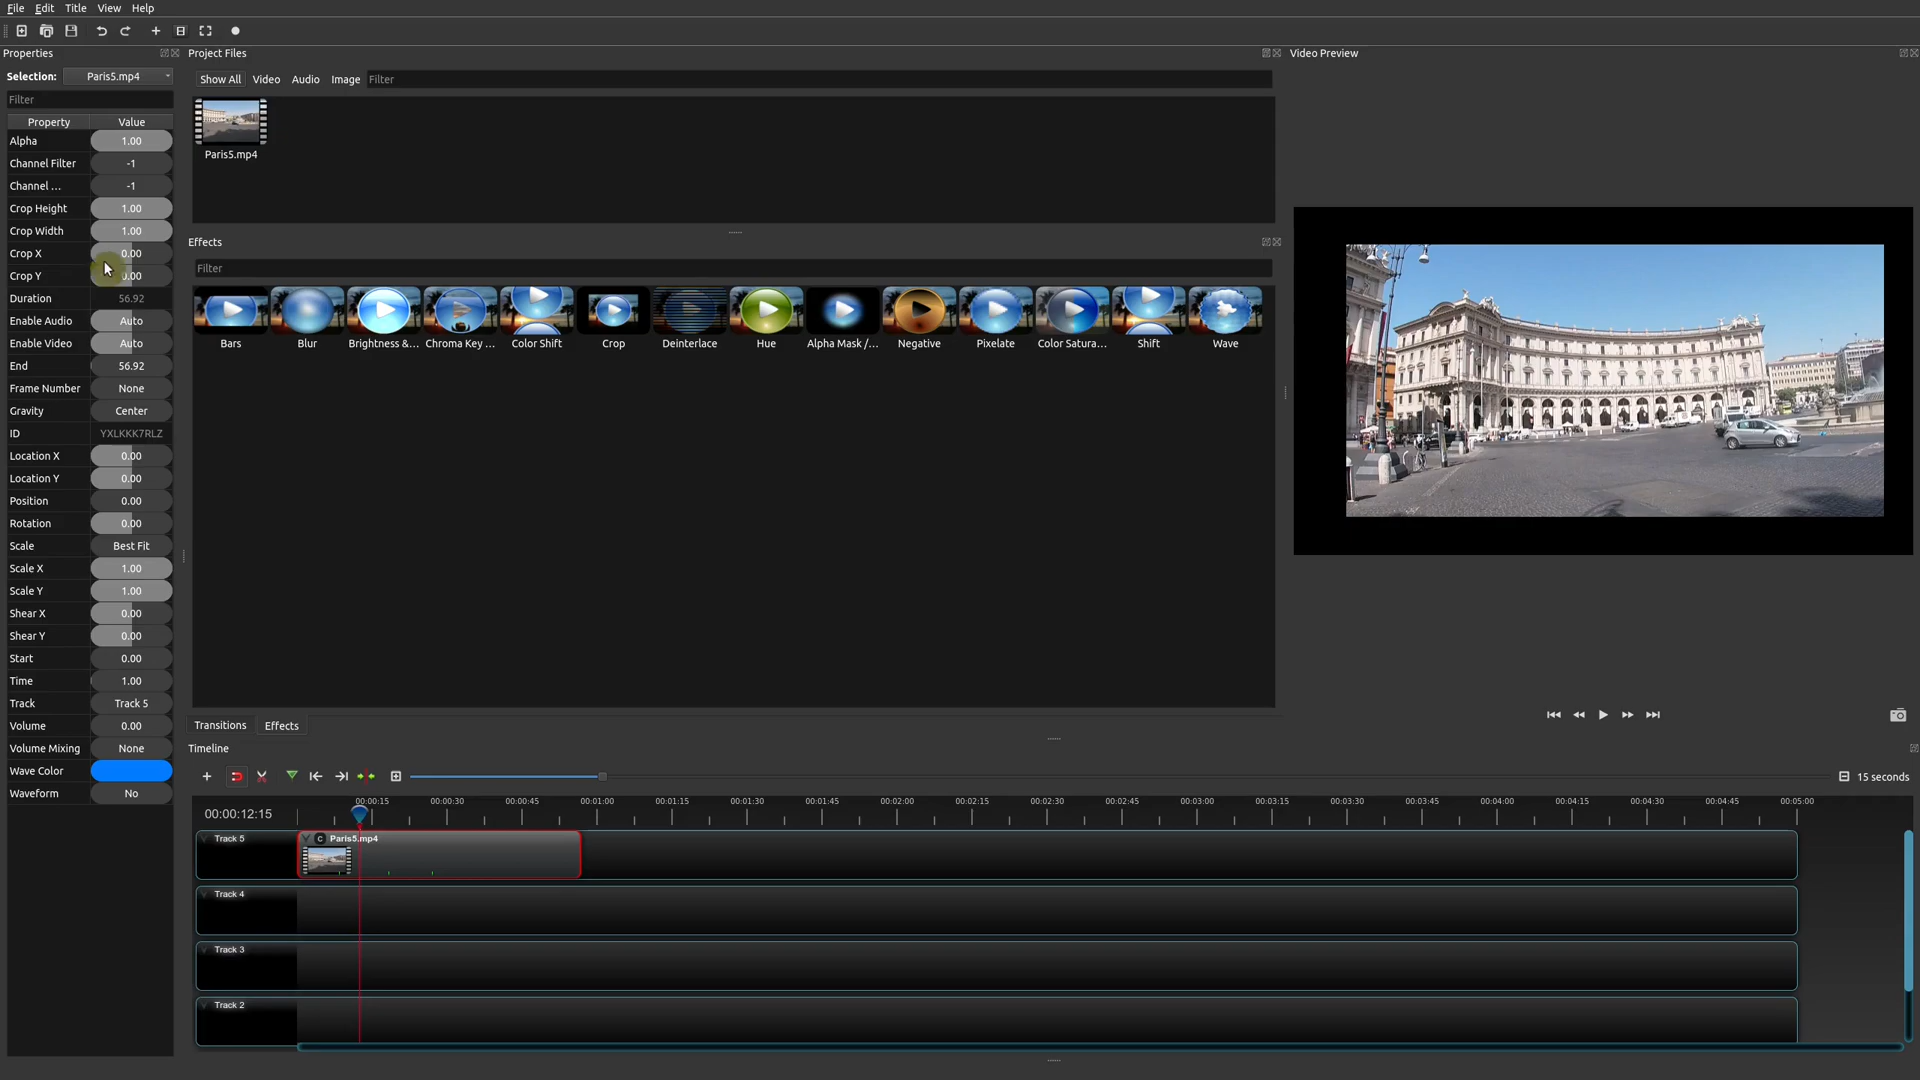 File Edit Title View Help
Properties
Selection: Paris5.mp4
Filter
Property Value
Alpha 1.00
Channel Filter -1
Channel ... -1
Crop Height 1.00
Crop Width 1.00
Crop X 0.00
Crop Y 0.00
Duration 56.92
Enable Audio Auto
Enable Video Auto
End 56.92
Frame Number None
Gravity Center
ID YXLKKK7RLZ
Location X 0.00
Location Y 0.00
Position 0.00
Rotation 0.00
Scale Best Fit
Scale X 1.00
Scale Y 1.00
Shear X 0.00
Shear Y 0.00
Start 0.00
Time 1.00
Track Track 5
Volume 0.00
Volume Mixing None
Wave Color
Waveform No
Project Files
Show All Video Audio Image Filter
Paris5.mp4
Effects
Filter
Bars Blur Brightness &... Chroma Key ... Color Shift Crop Deinterlace Hue Alpha Mask /... Negative Pixelate Color Satura... Shift Wave
Transitions Effects
Video Preview
Timeline
15 seconds
00:00:12:15
00:00:15 00:00:30 00:00:45 00:01:00 00:01:15 00:01:30 00:01:45 00:02:00 00:02:15 00:02:30 00:02:45 00:03:00 00:03:15 00:03:30 00:03:45 00:04:00 00:04:15 00:04:30 00:04:45 00:05:00
Track 5 C Paris5.mp4
Track 4
Track 3
Track 2